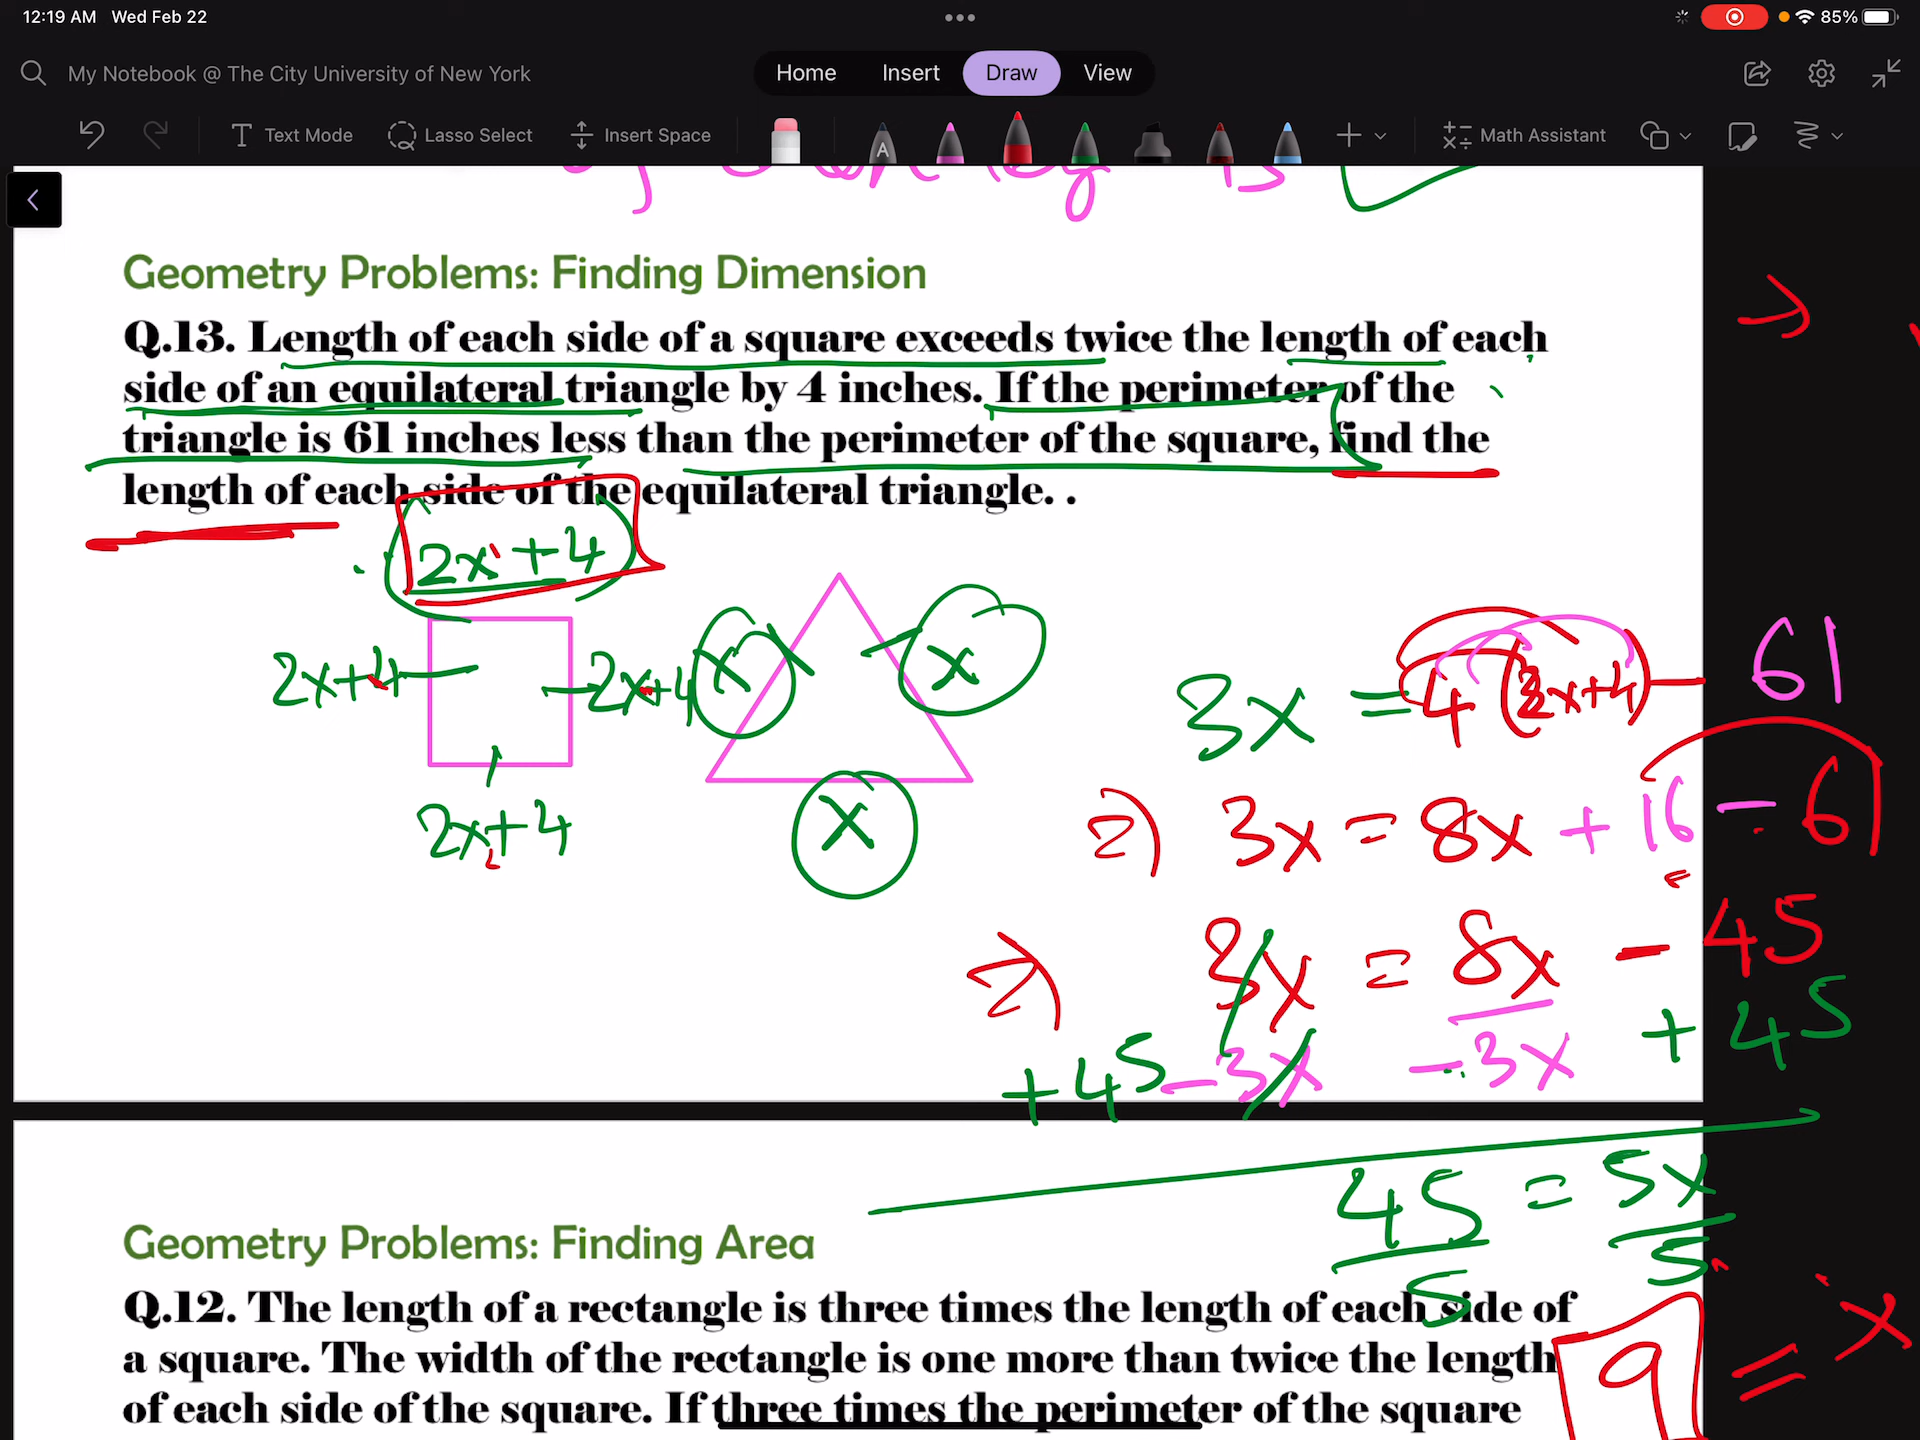 12:19 AM Wed Feb 22
85%
My Notebook @ The City University of New York
Home Insert Draw View
Text Mode Lasso Select Insert Space
A
Math Assistant
Geometry Problems: Finding Dimension
Q.13. Length of each side of a square exceeds twice the length of each
side of an equilateral triangle by 4 inches. If the perimeter of the
triangle is 61 inches less than the perimeter of the square, find the
length of each side of the equilateral triangle. .
2x+4
2x+4 2x+4 x x
2x+4 x
3x = 4 (2x+4) - 61
3x = 8x + 16 - 61
3x = 8x - 45
+45 -3x -3x +45
45 = 5x
5 5
9 = x
Geometry Problems: Finding Area
Q.12. The length of a rectangle is three times the length of each side of
a square. The width of the rectangle is one more than twice the length
of each side of the square. If three times the perimeter of the square